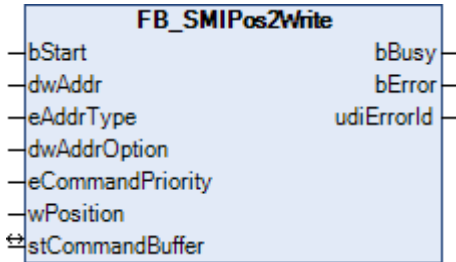 FB_SMIPos2Write
bStart bBusy
dwAddr bError
eAddrType udiErrorId
dwAddrOption
eCommandPriority
wPosition
stCommandBuffer